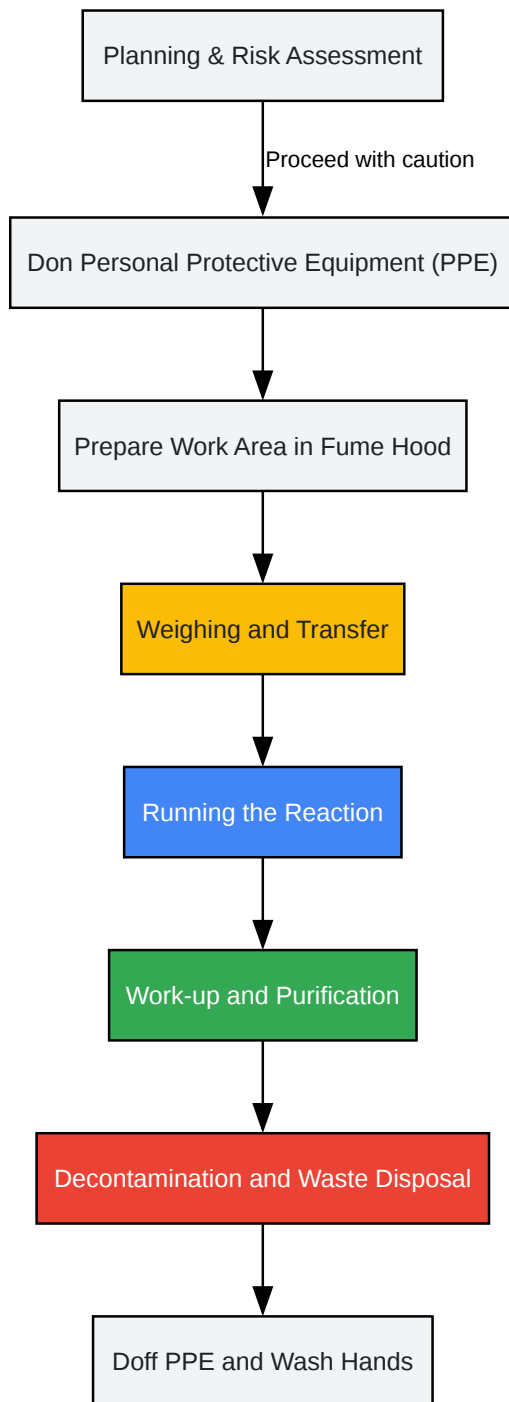 Planning & Risk Assessment
Proceed with caution
Don Personal Protective Equipment (PPE)
Prepare Work Area in Fume Hood
Weighing and Transfer
Running the Reaction
Work-up and Purification
Decontamination and Waste Disposal
Doff PPE and Wash Hands